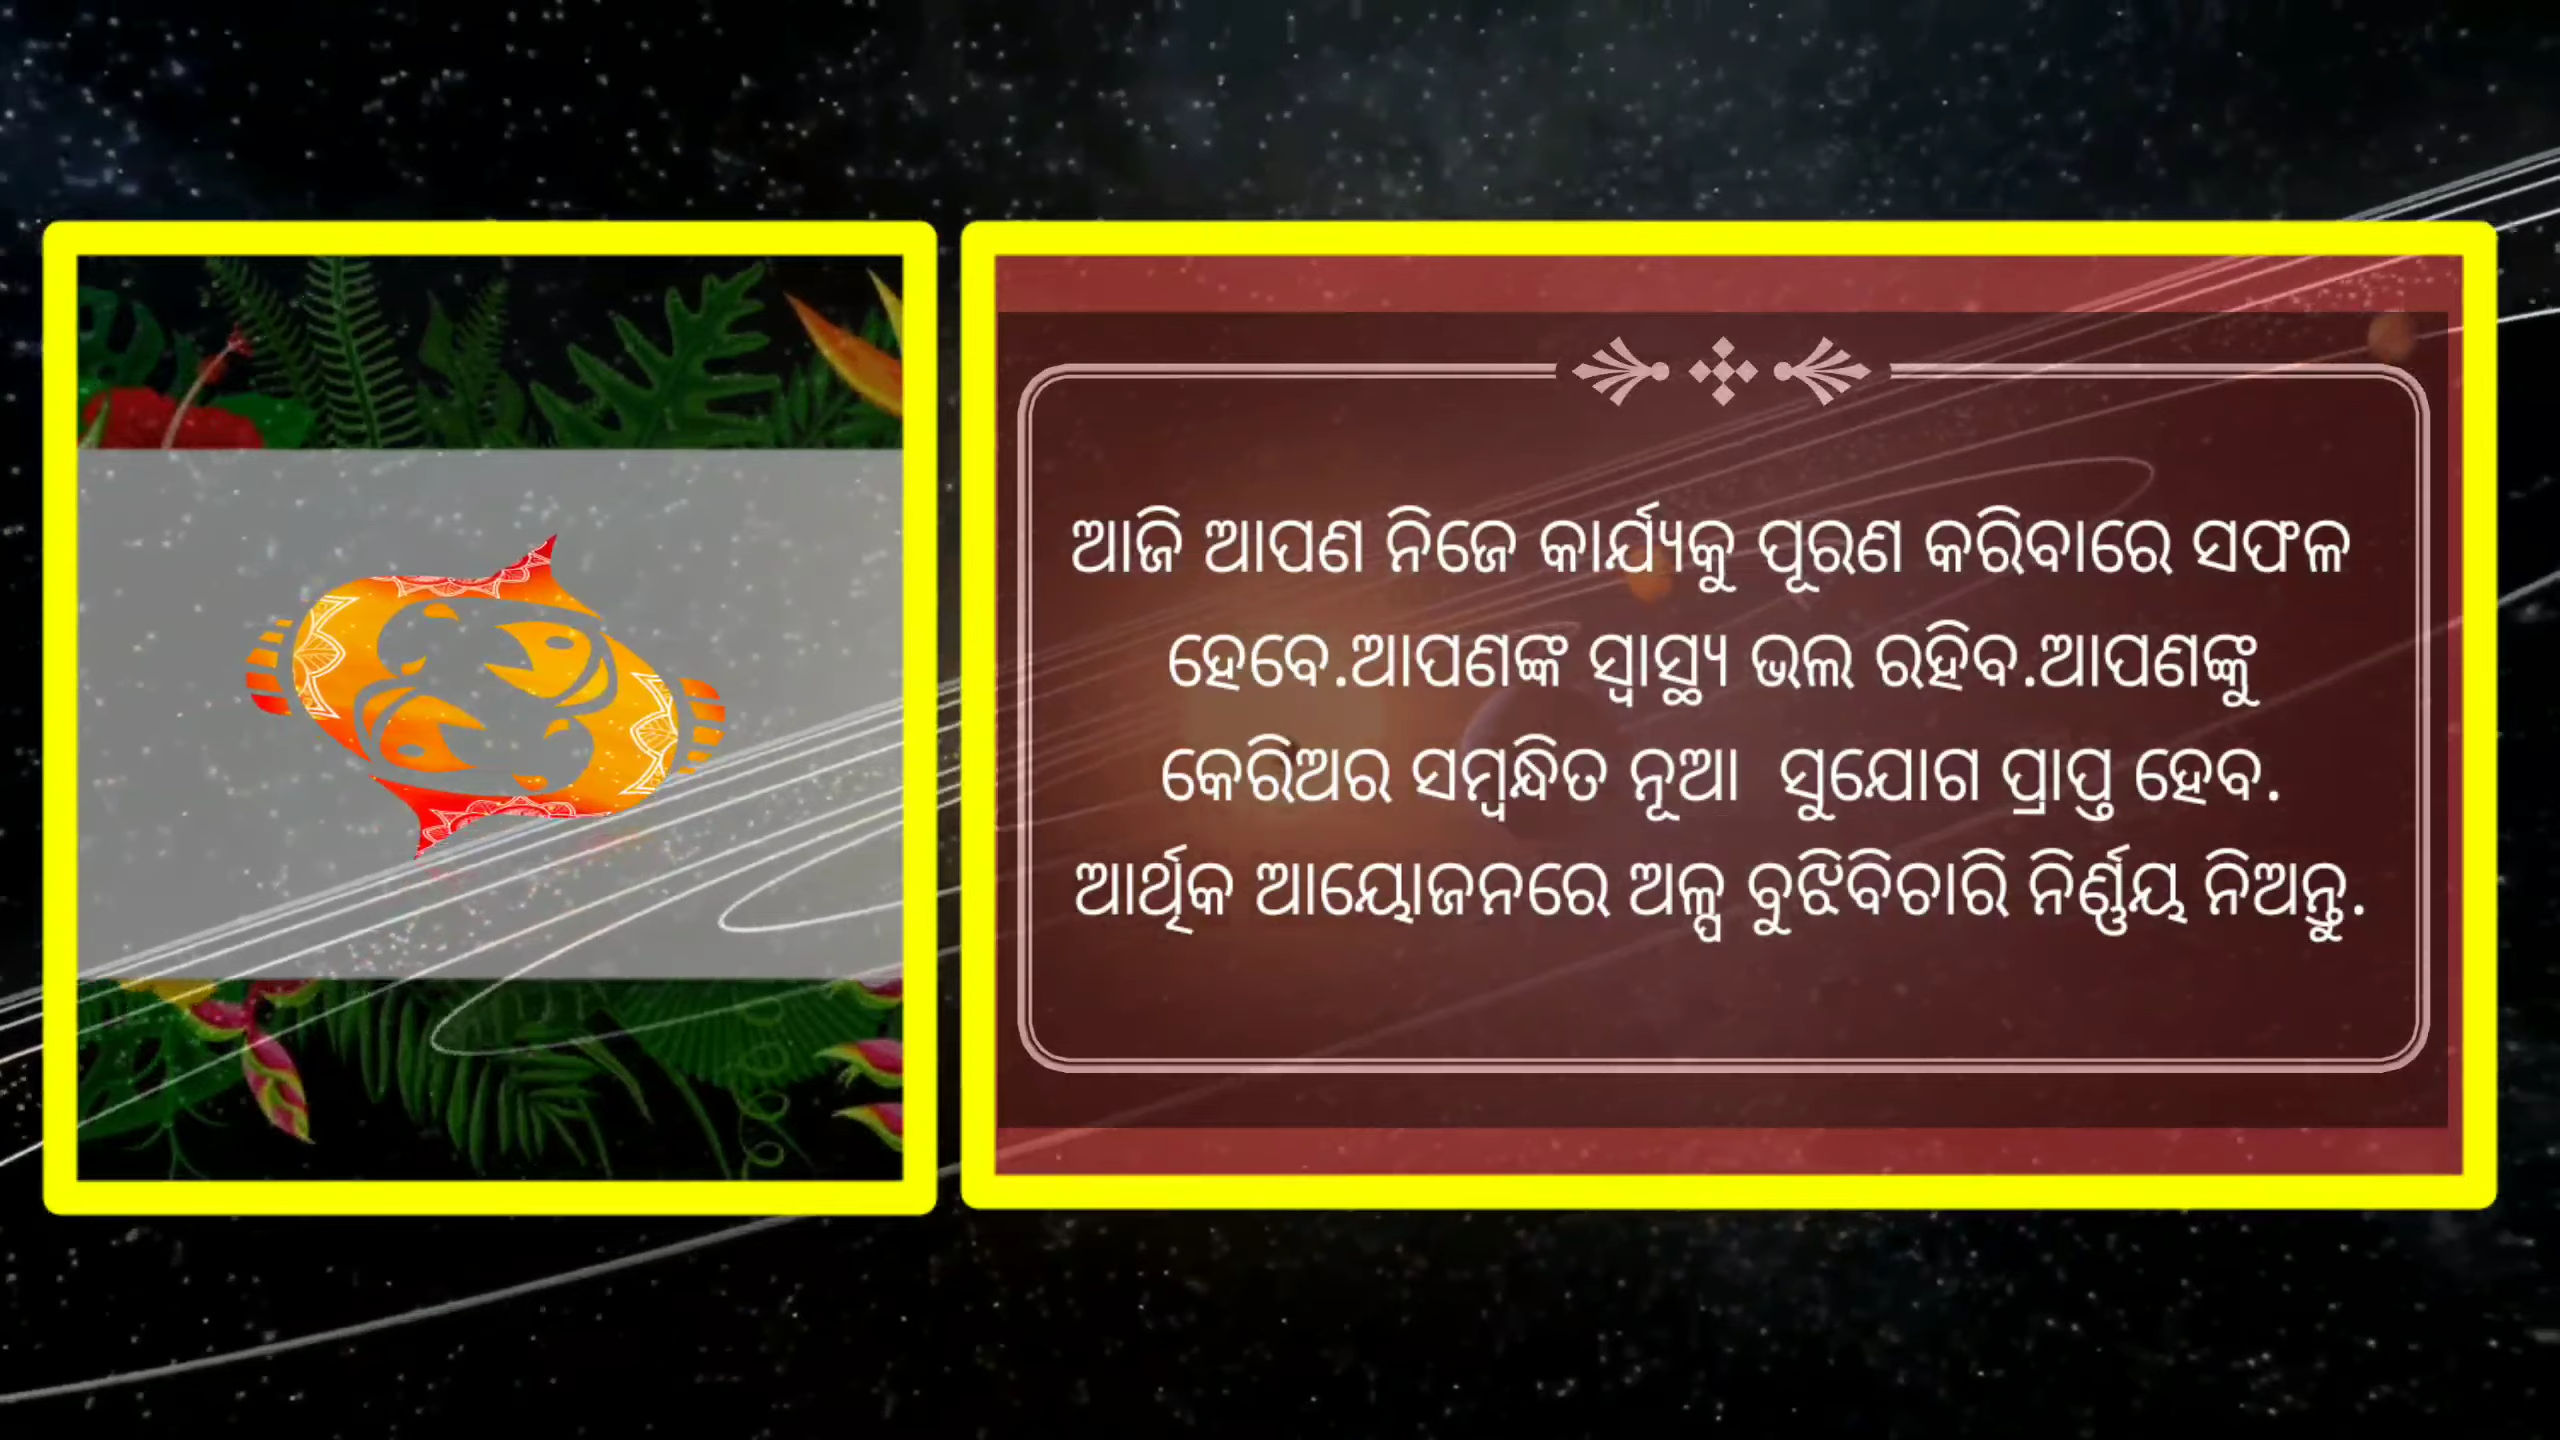 ଆଜି ଆପଣ ନିଜେ କାର୍ଯ୍ୟକୁ ପୂରଣ କରିବାରେ ସଫଳ
ହେବେ.ଆପଣଙ୍କ ସ୍ୱାସ୍ଥ୍ୟ ଭଲ ରହିବ.ଆପଣଙ୍କୁ
କେରିଅର ସମ୍ବନ୍ଧିତ ନୂଆ ସୁଯୋଗ ପ୍ରାପ୍ତ ହେବ.
ଆର୍ଥିକ ଆୟୋଜନରେ ଅଳ୍ପ ବୁଝିବିଚାରି ନିର୍ଣ୍ଣୟ ନିଅନ୍ତୁ.